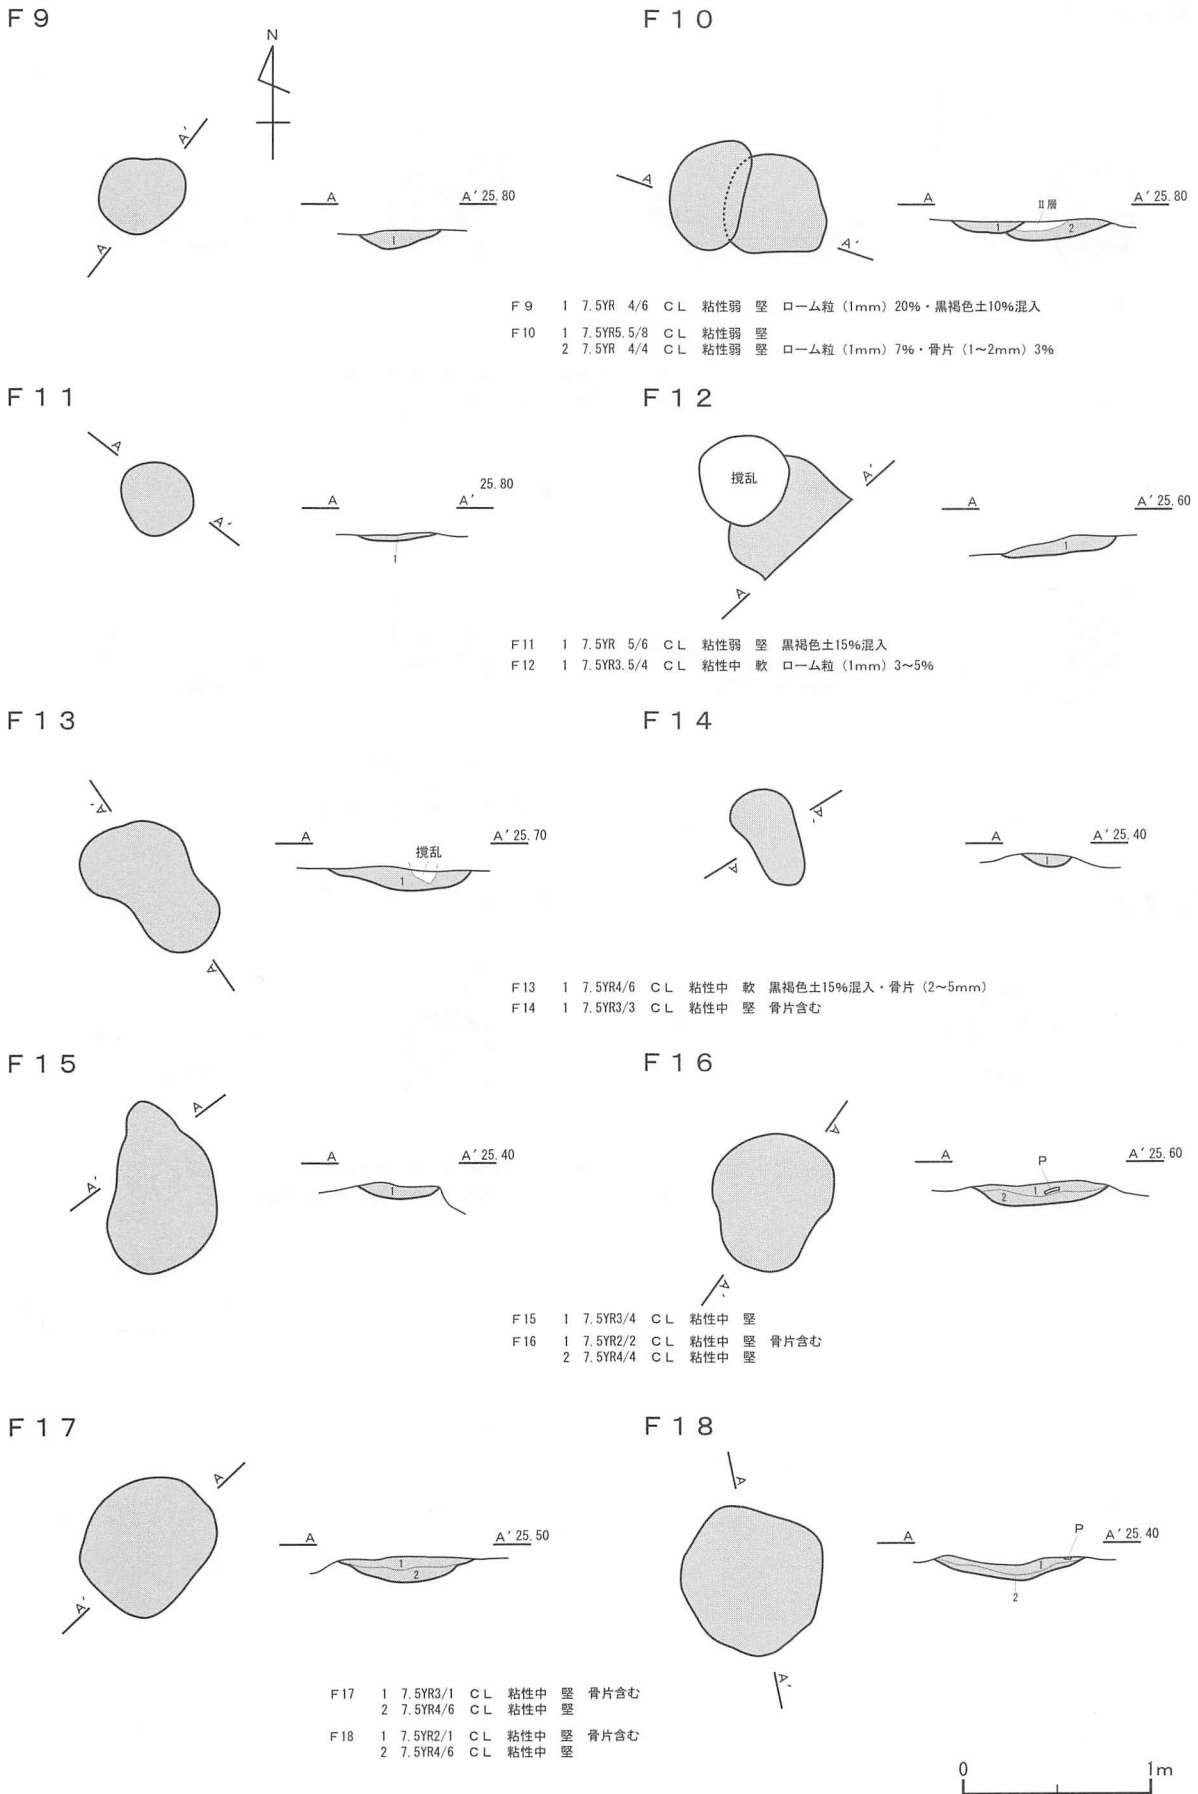 F9
F10
N
A'
A
A
A' 25.80
1
A
A'
A
A' 25.80
Ⅱ層
1
2
F9 1 7.5YR 4/6 CL 粘性弱 堅 ローム粒（1mm）20%・黒褐色土10%混入
F10 1 7.5YR5.5/8 CL 粘性弱 堅
2 7.5YR 4/4 CL 粘性弱 堅 ローム粒（1mm）7%・骨片（1～2mm）3%
F11
F12
A
A'
A
25.80
A'
1
撹乱
A'
A
A
A' 25.60
1
F11 1 7.5YR 5/6 CL 粘性弱 堅 黒褐色土15%混入
F12 1 7.5YR3.5/4 CL 粘性中 軟 ローム粒（1mm）3～5%
F13
F14
A'
A
A
A' 25.70
撹乱
1
A'
A
A
A' 25.40
1
F13 1 7.5YR4/6 CL 粘性中 軟 黒褐色土15%混入・骨片（2～5mm）
F14 1 7.5YR3/3 CL 粘性中 堅 骨片含む
F15
F16
A
A'
A
A' 25.40
1
A
A'
A
A' 25.60
P
1
2
F15 1 7.5YR3/4 CL 粘性中 堅
F16 1 7.5YR2/2 CL 粘性中 堅 骨片含む
2 7.5YR4/4 CL 粘性中 堅
F17
F18
A
A'
A
A' 25.50
1
2
A
A'
A
P
A' 25.40
1
2
F17 1 7.5YR3/1 CL 粘性中 堅 骨片含む
2 7.5YR4/6 CL 粘性中 堅
F18 1 7.5YR2/1 CL 粘性中 堅 骨片含む
2 7.5YR4/6 CL 粘性中 堅
0 1m